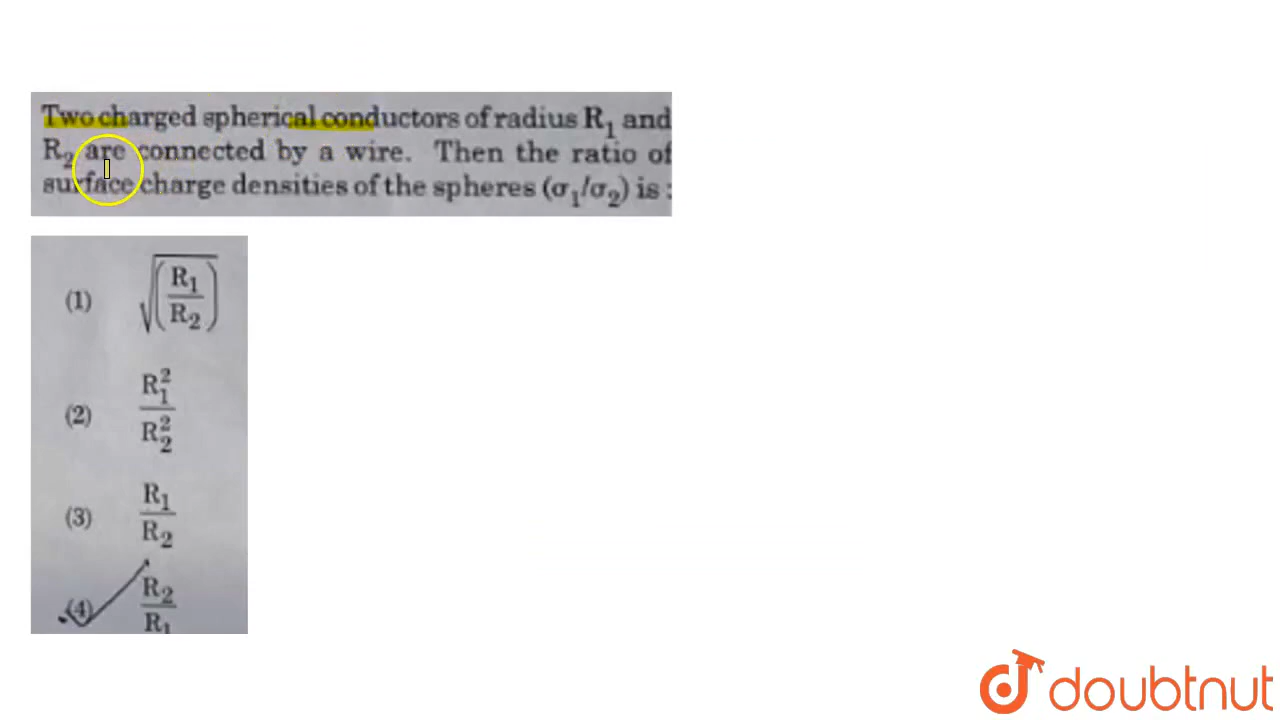 Two charged spherical conductors of radius R₁ and
R₂ are connected by a wire. Then the ratio of
surface charge densities of the spheres (σ₁/σ₂) is :
(1) √(R₁/R₂)
(2) R₁²/R₂²
(3) R₁/R₂
(4) R₂/R₁
doubtnut